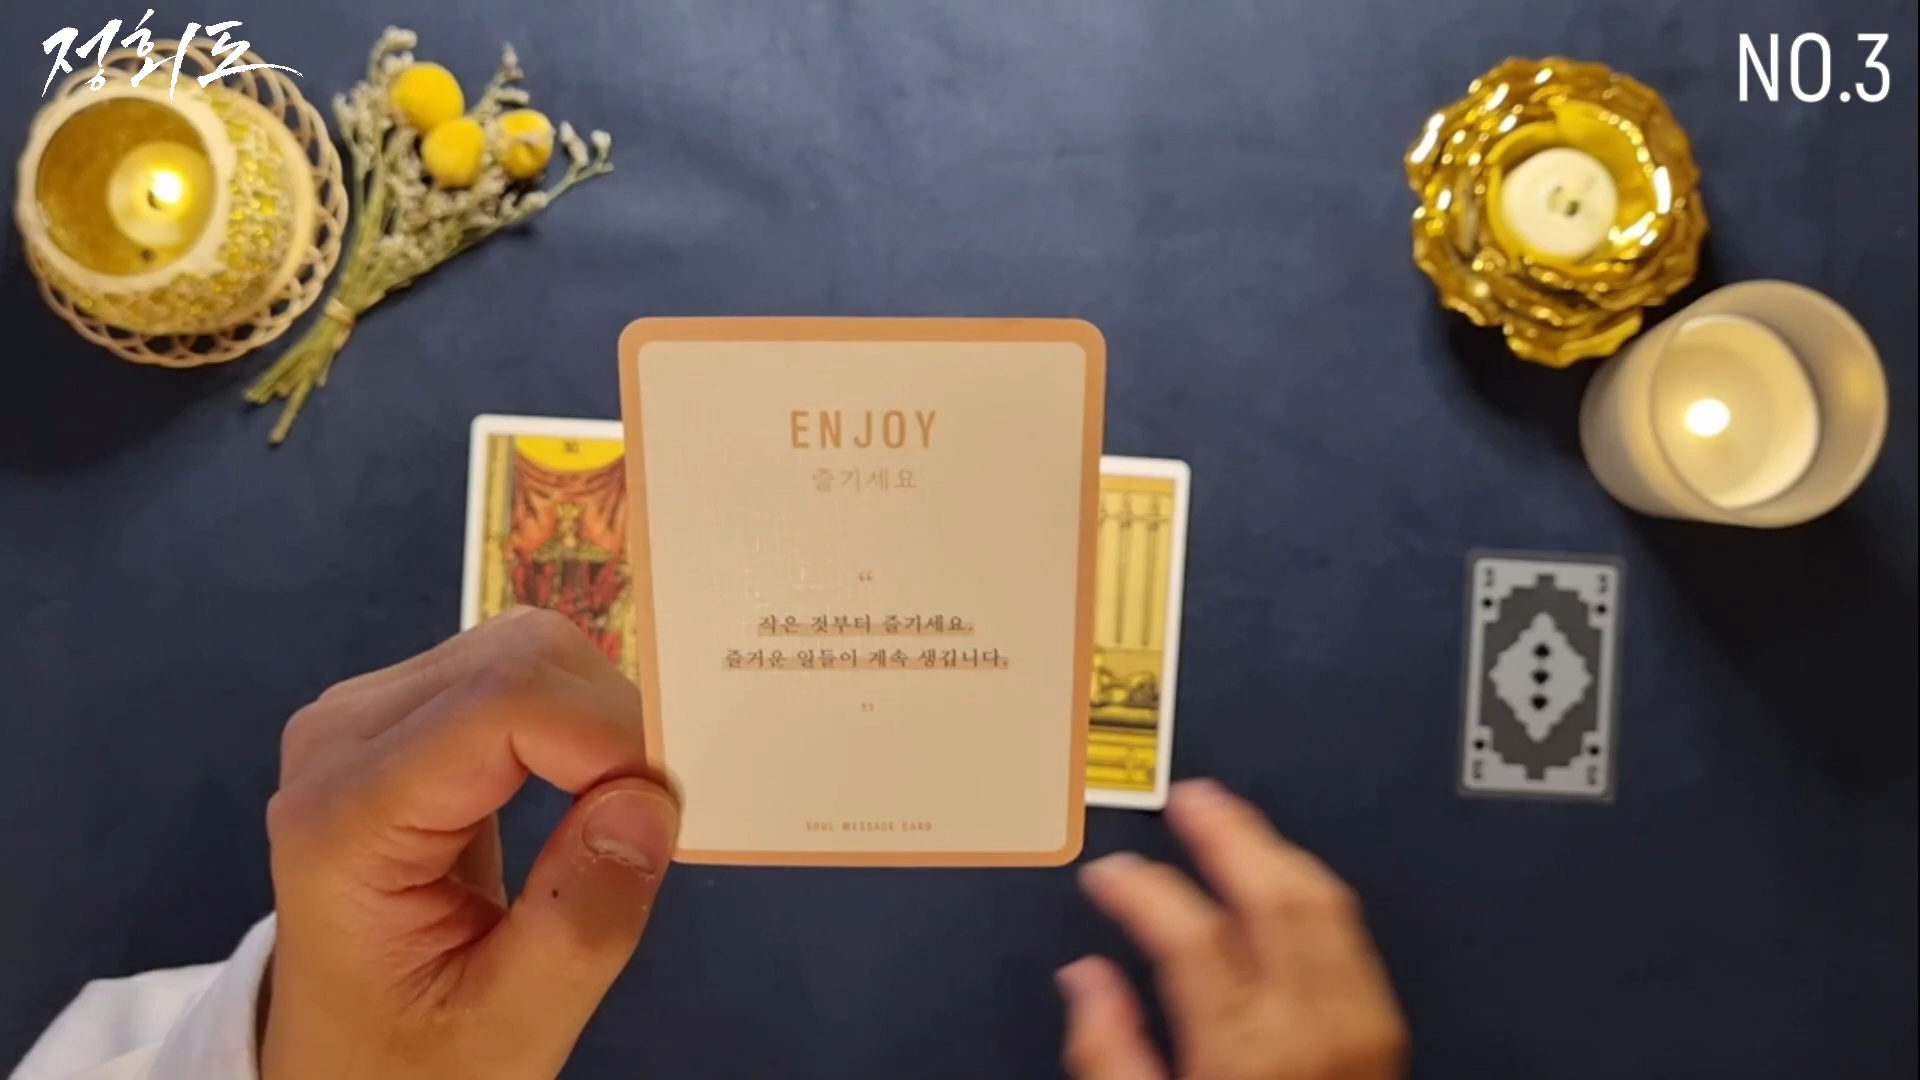 정회도
NO.3
ENJOY
즐기세요
“
작은 것부터 즐기세요.
즐거운 일들이 계속 생깁니다.
”
SOUL MESSAGE CARD